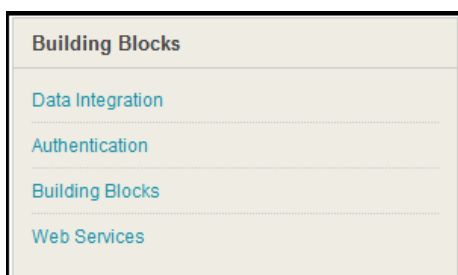 Building Blocks
Data Integration
Authentication
Building Blocks
Web Services